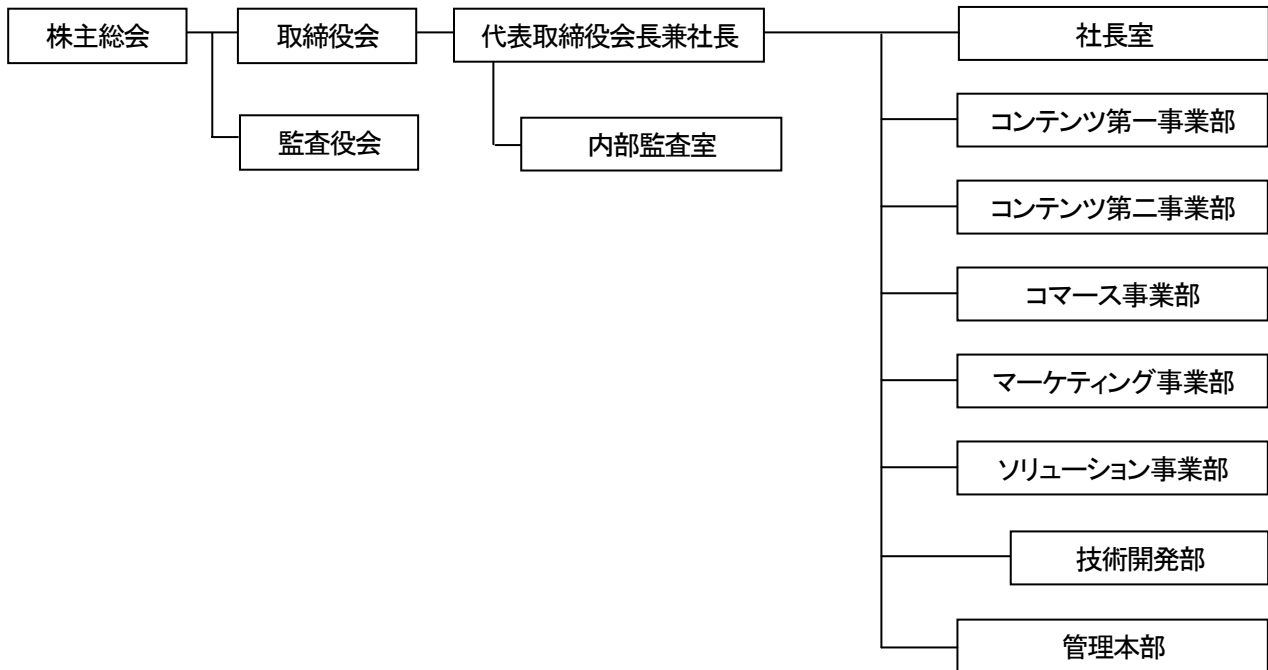 株主総会
取締役会
代表取締役会長兼社長
社長室
監査役会
内部監査室
コンテンツ第一事業部
コンテンツ第二事業部
コマース事業部
マーケティング事業部
ソリューション事業部
技術開発部
管理本部